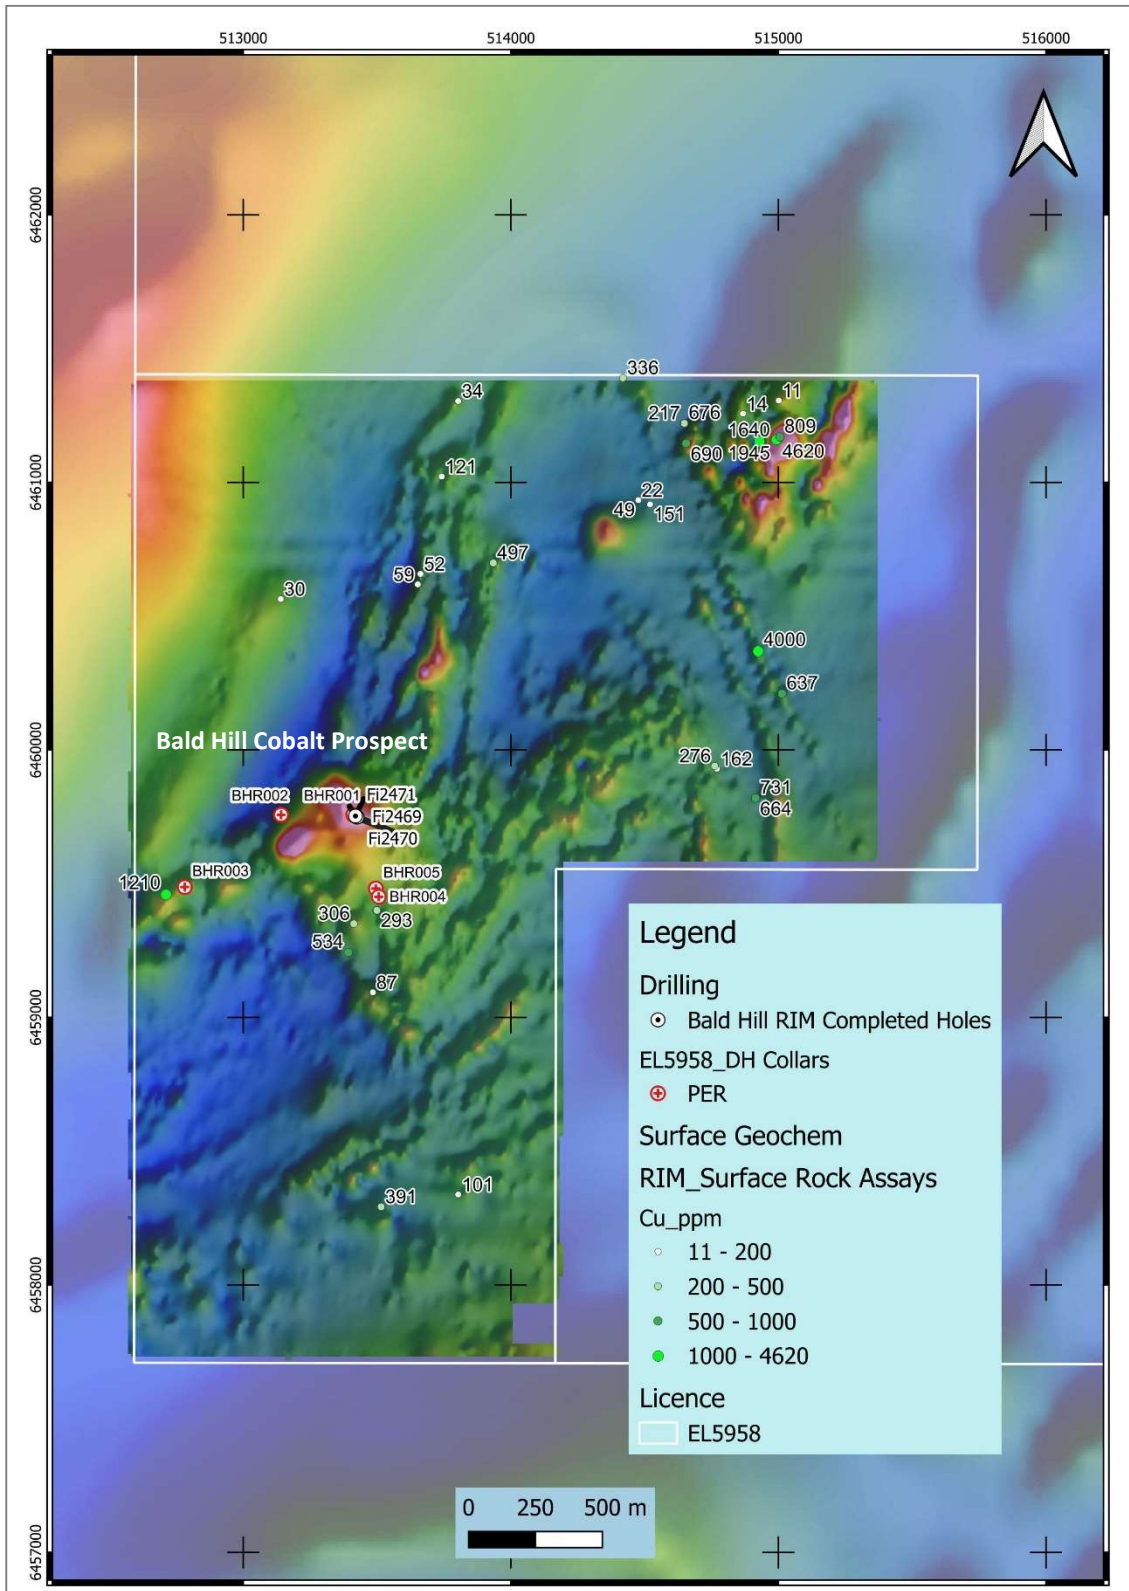 513000
514000
515000
516000
6462000
336
34
11
14
217 676
809
1640
690
1945
4620
6461000
121
22
49
151
497
52
59
30
4000
637
6460000
Bald Hill Cobalt Prospect
276
162
731
664
BHR002
BHR001
Fi2471
Fi2469
Fi2470
BHR003
BHR005
1210
BHR004
306
293
534
87
6459000
391
101
6458000
6457000
Legend
Drilling
Bald Hill RIM Completed Holes
EL5958_DH Collars
PER
Surface Geochem
RIM_Surface Rock Assays
Cu_ppm
11 - 200
200 - 500
500 - 1000
1000 - 4620
Licence
EL5958
0 250 500 m